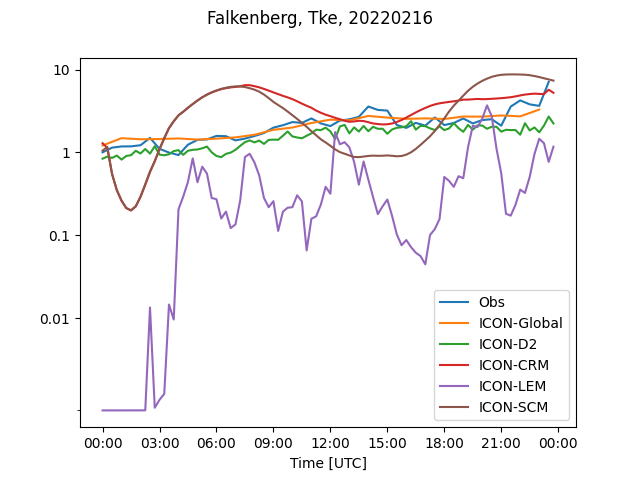 Falkenberg, Tke, 20220216
10
1
0.1
0.01
Obs
ICON-Global
ICON-D2
ICON-CRM
ICON-LEM
ICON-SCM
00:00 03:00 06:00 09:00 12:00 15:00 18:00 21:00 00:00
Time [UTC]